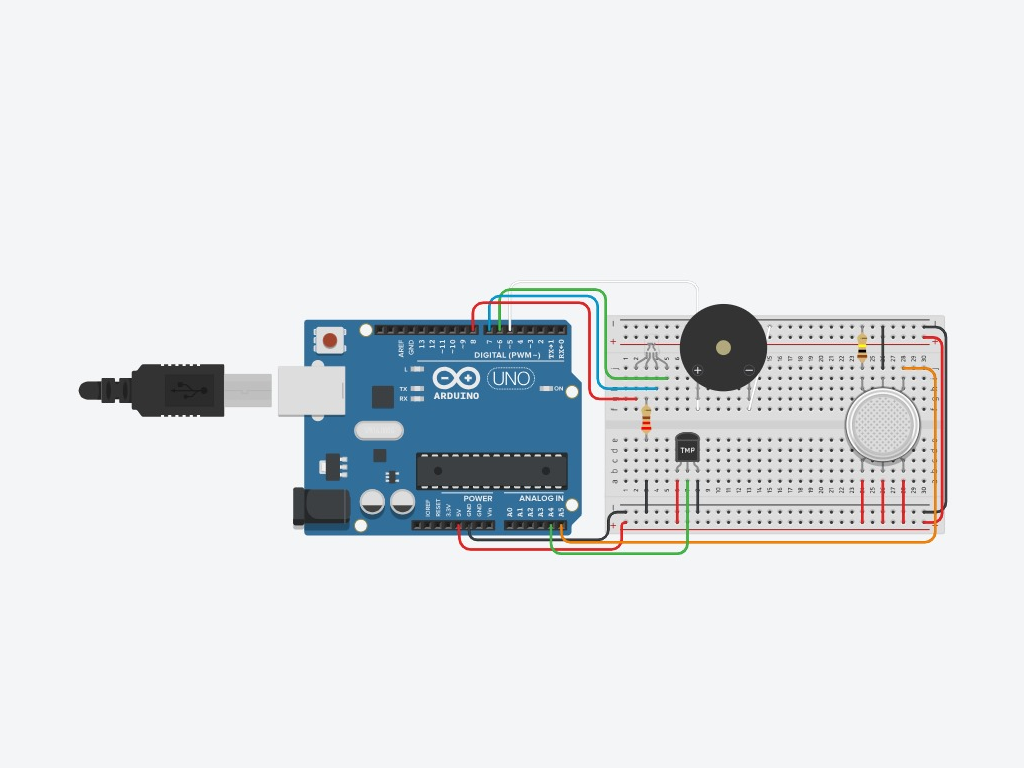 AREF
GND
13
12
~11
~10
~9
8
7
~6
~5
4
~3
2
TX→1
RX←0
DIGITAL (PWM~)
L
TX
RX
ARDUINO
UNO
ON
POWER
ANALOG IN
IOREF
RESET
3.3V
5V
GND
GND
Vin
A0
A1
A2
A3
A4
A5
TMP